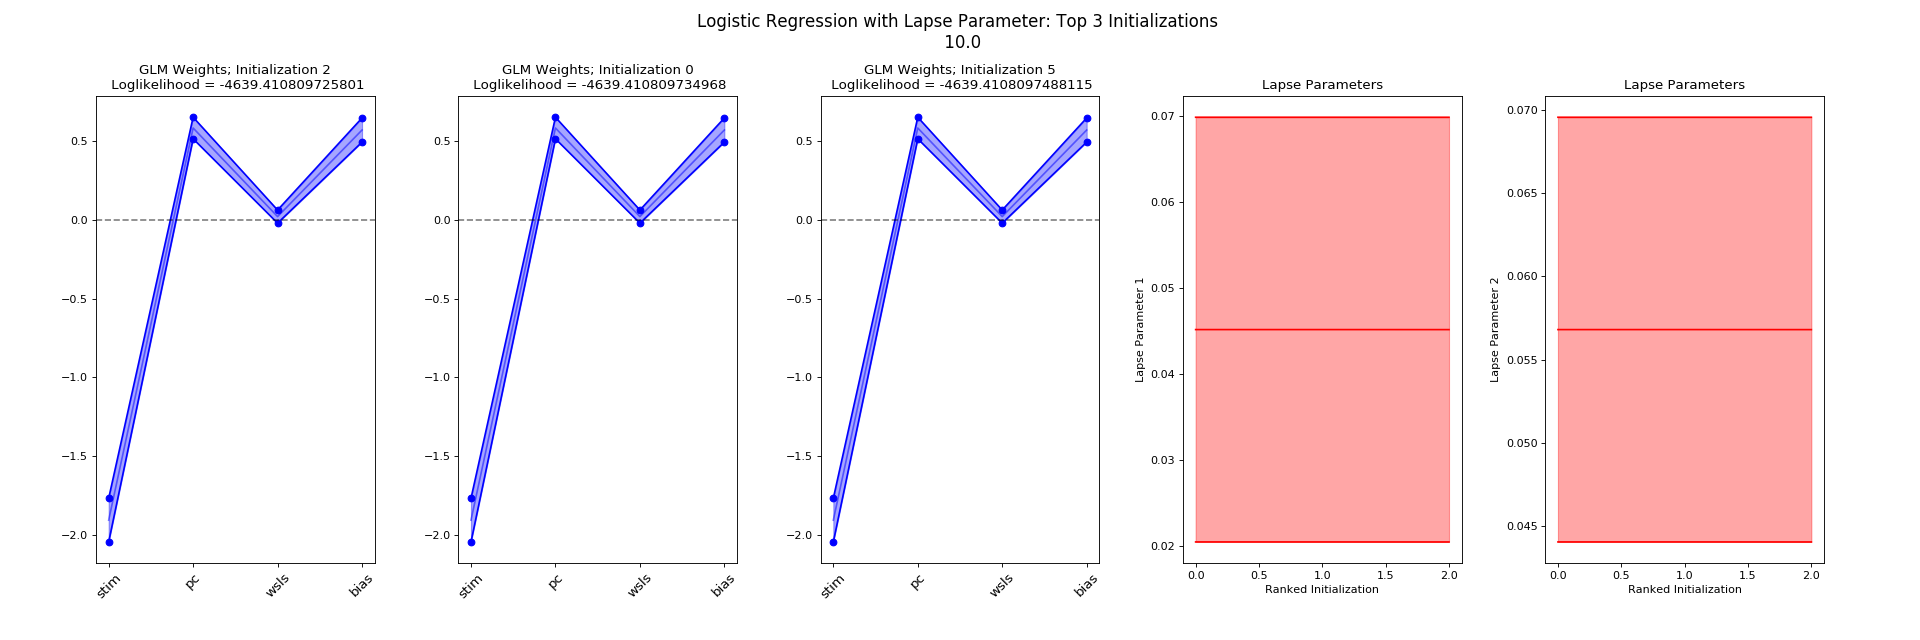 Logistic Regression with Lapse Parameter: Top 3 Initializations
10.0
GLM Weights; Initialization 2
Loglikelihood = -4639.410809725801
0.5
0.0
−0.5
−1.0
−1.5
−2.0
stim
pc
wsls
bias
GLM Weights; Initialization 0
Loglikelihood = -4639.410809734968
0.5
0.0
−0.5
−1.0
−1.5
−2.0
stim
pc
wsls
bias
GLM Weights; Initialization 5
Loglikelihood = -4639.4108097488115
0.5
0.0
−0.5
−1.0
−1.5
−2.0
stim
pc
wsls
bias
Lapse Parameters
Lapse Parameter 1
0.07
0.06
0.05
0.04
0.03
0.02
0.0 0.5 1.0 1.5 2.0
Ranked Initialization
Lapse Parameters
Lapse Parameter 2
0.070
0.065
0.060
0.055
0.050
0.045
0.0 0.5 1.0 1.5 2.0
Ranked Initialization